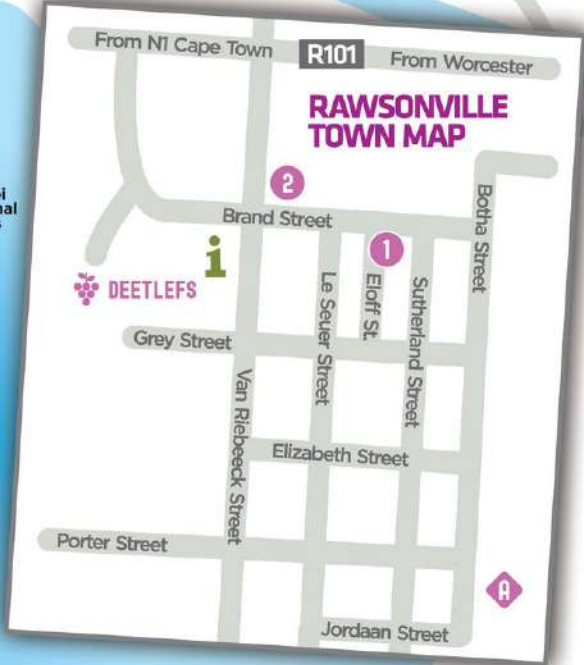 From N1 Cape Town
R101
From Worcester
RAWSONVILLE
TOWN MAP
2
Brand Street
1
Botha Street
i
DEETLEFS
Le Seuer Street
Eloff St.
Sutherland Street
Grey Street
Van Riebeeck Street
Elizabeth Street
Porter Street
A
Jordaan Street